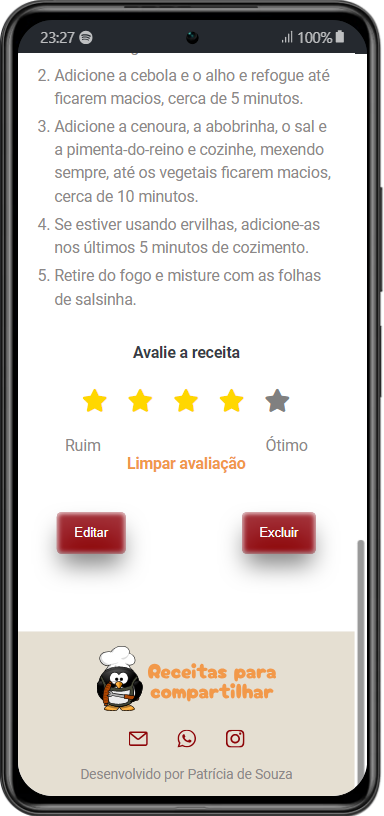 23:27 100%
2. Adicione a cebola e o alho e refogue até
ficarem macios, cerca de 5 minutos.
3. Adicione a cenoura, a abobrinha, o sal e
a pimenta-do-reino e cozinhe, mexendo
sempre, até os vegetais ficarem macios,
cerca de 10 minutos.
4. Se estiver usando ervilhas, adicione-as
nos últimos 5 minutos de cozimento.
5. Retire do fogo e misture com as folhas
de salsinha.
Avalie a receita
Ruim Ótimo
Limpar avaliação
Editar Excluir
Receitas para
compartilhar
Desenvolvido por Patrícia de Souza